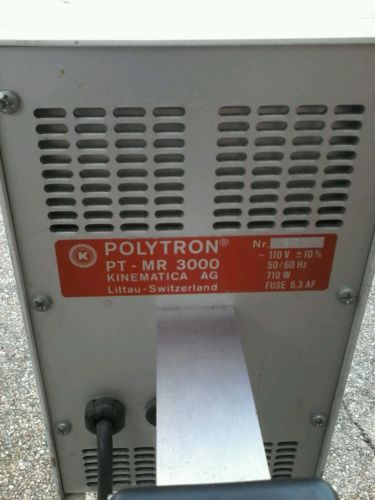 K
POLYTRON®
PT-MR 3000
KINEMATICA AG
Littau-Switzerland
Nr.
~ 110 V ±10%
50/60 Hz
710 W
FUSE 6.3 AF